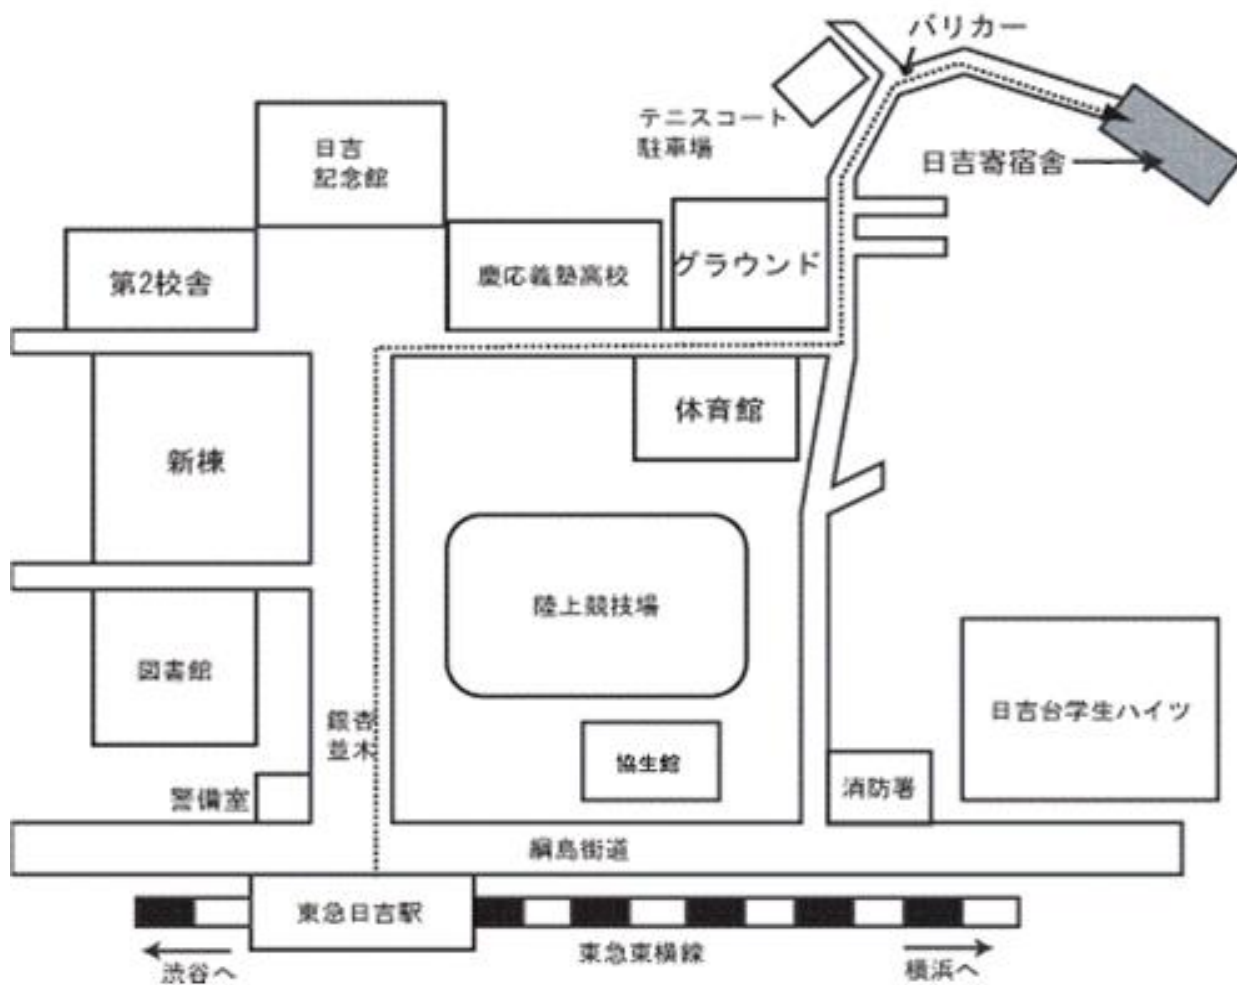 バリカー
テニスコート
駐車場
日吉寄宿舎
日吉
記念館
第2校舎
慶応義塾高校
グラウンド
体育館
新棟
陸上競技場
図書館
銀杏
並木
日吉台学生ハイツ
協生館
消防署
警備室
綱島街道
東急日吉駅
東急東横線
渋谷へ
横浜へ